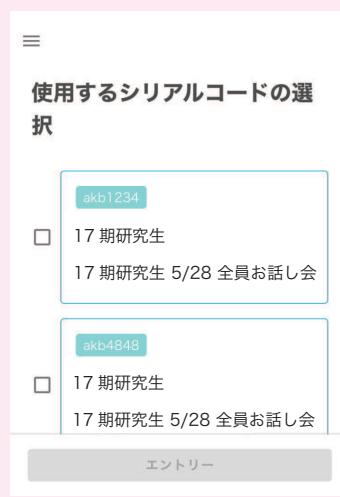 使用するシリアルコードの選
択
akb1234
17 期研究生
17 期研究生 5/28 全員お話し会
akb4848
17 期研究生
17 期研究生 5/28 全員お話し会
エントリー